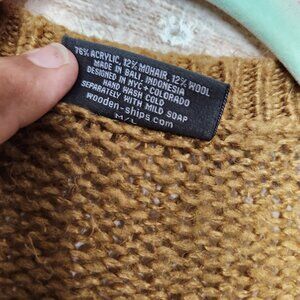 76% ACRYLIC, 12% MOHAIR, 12% WOOL
MADE IN BALI, INDONESIA
DESIGNED IN NYC + COLORADO
HAND WASH COLD
SEPARATELY WITH MILD SOAP
wooden-ships.com
M/L